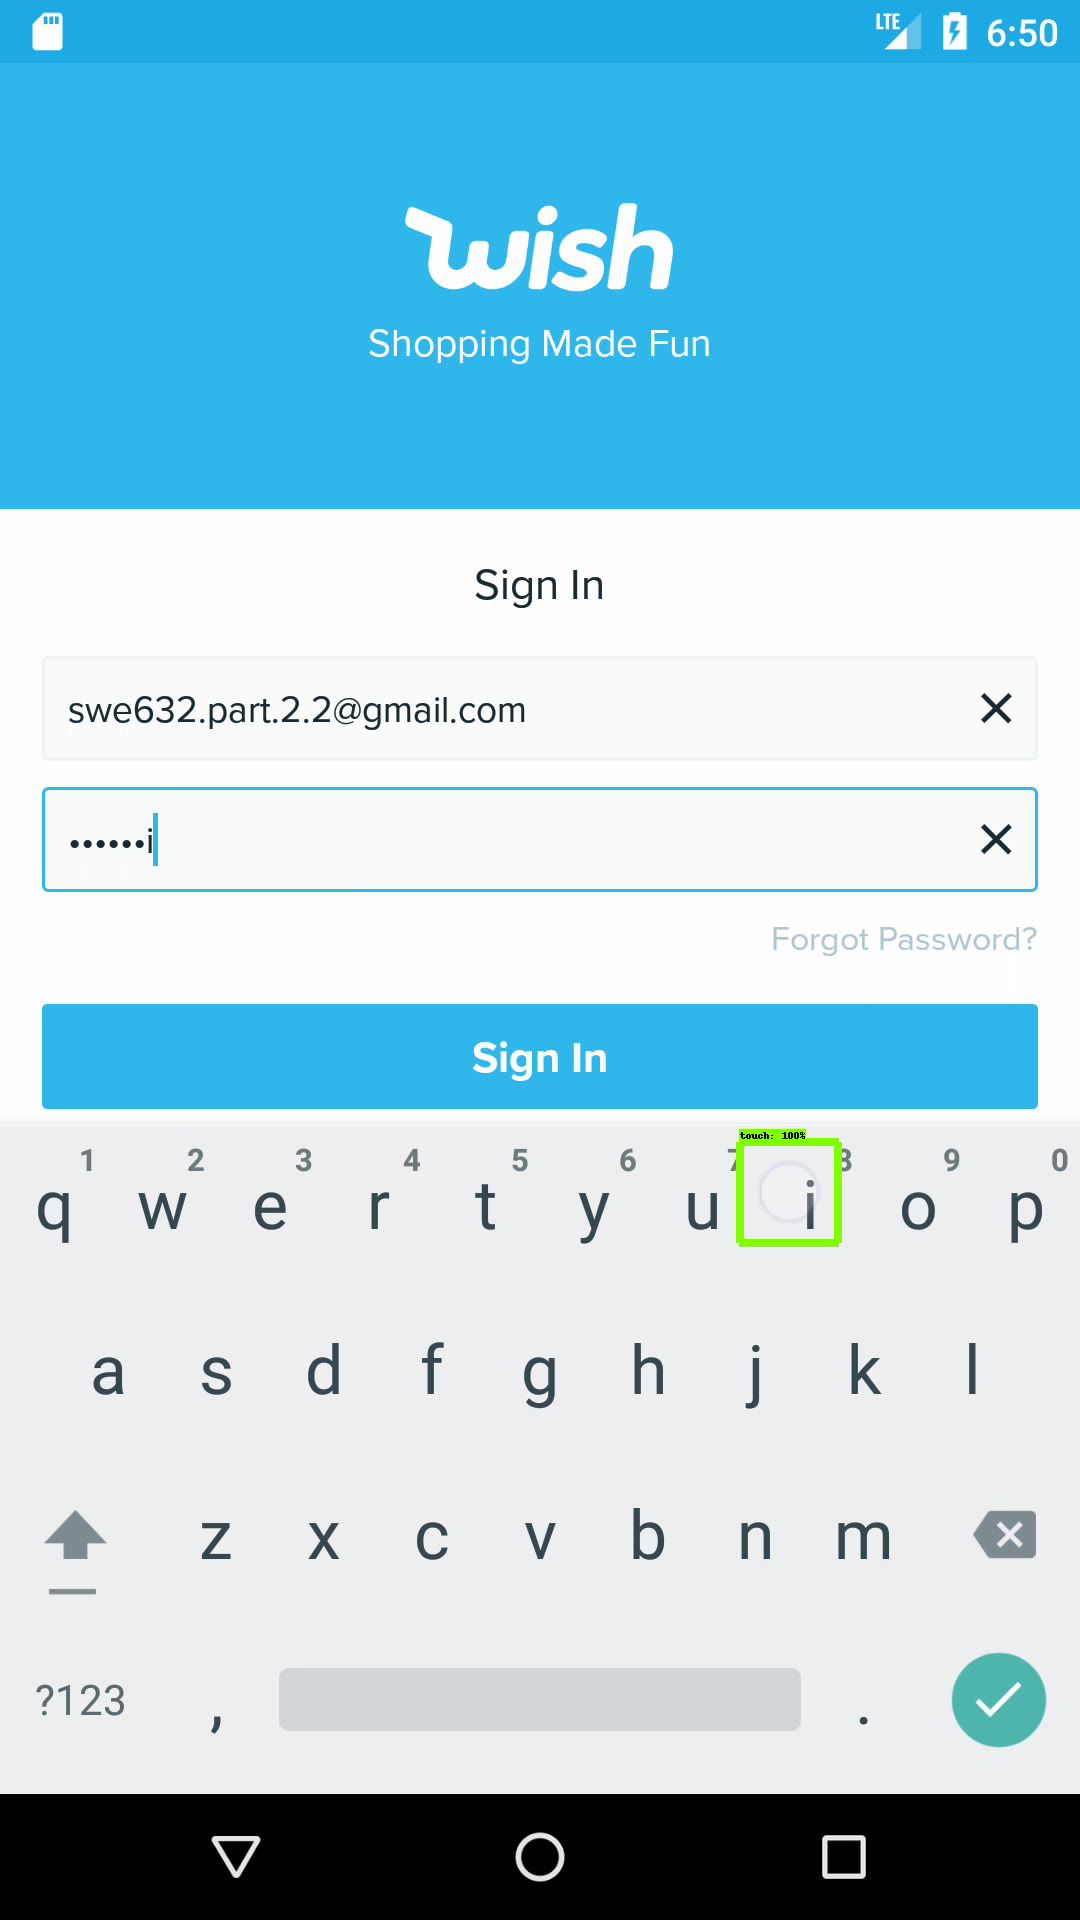 LTE 6:50
wish
Shopping Made Fun
Sign In
swe632.part.2.2@gmail.com
••••••i
Forgot Password?
Sign In
touch: 100%
1 2 3 4 5 6 7 8 9 0
q w e r t y u i o p
a s d f g h j k l
z x c v b n m
?123 , .